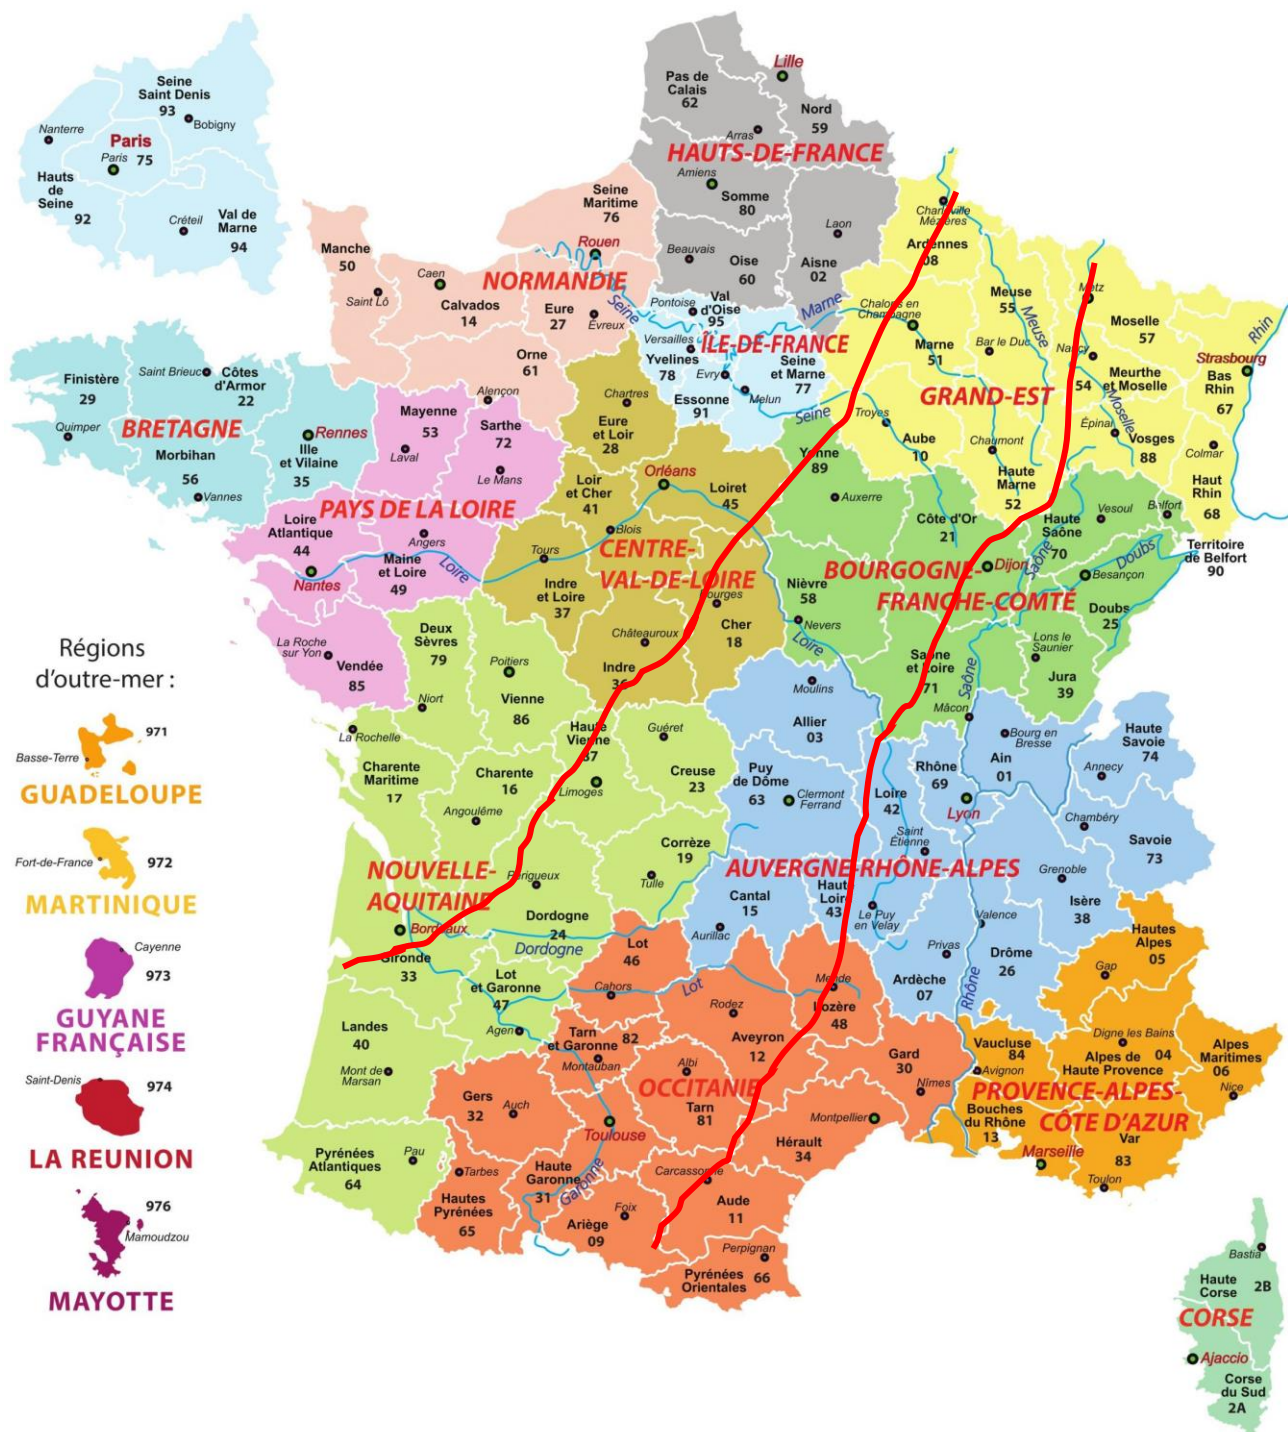 Seine
Saint Denis
93
Bobigny
Nanterre
Paris
Paris
75
Hauts
de
Seine
92
Créteil
Val de
Marne
94
Lille
Pas de
Calais
62
Nord
59
Arras
HAUTS-DE-FRANCE
Amiens
Somme
80
Laon
Aisne
02
Beauvais
Oise
60
Seine
Maritime
76
Rouen
Manche
50
Saint Lô
Caen
Calvados
14
NORMANDIE
Eure
27
Évreux
Orne
61
Alençon
Seine
Pontoise
Val
d'Oise
95
Versailles
ÎLE-DE-FRANCE
Yvelines
78
Seine
et Marne
77
Evry
Melun
Essonne
91
Marne
Seine
Charleville
Mézières
Ardennes
08
Chalons en
Champagne
Marne
51
Meuse
55
Bar le Duc
Meuse
Metz
Moselle
57
Nancy
Meurthe
et Moselle
54
Strasbourg
Bas
Rhin
67
Rhin
GRAND-EST
Troyes
Aube
10
Chaumont
Haute
Marne
52
Épinal
Moselle
Vosges
88
Colmar
Haut
Rhin
68
Finistère
29
Saint Brieuc
Côtes
d'Armor
22
Quimper
BRETAGNE
Rennes
Morbihan
56
Vannes
Ille
et Vilaine
35
Mayenne
53
Laval
Sarthe
72
Le Mans
PAYS DE LA LOIRE
Loire
Atlantique
44
Angers
Nantes
Maine
et Loire
49
Loire
La Roche
sur Yon
Vendée
85
Chartres
Eure
et Loir
28
Orléans
Loiret
45
Loir
et Cher
41
Blois
Tours
CENTRE-
VAL-DE-LOIRE
Indre
et Loire
37
Bourges
Châteauroux
Cher
18
Indre
36
Yonne
89
Auxerre
Côte d'Or
21
Haute
Saône
70
Vesoul
Belfort
Territoire
de Belfort
90
Dijon
Saône
Doubs
Besançon
BOURGOGNE-
FRANCHE-COMTÉ
Nièvre
58
Nevers
Loire
Doubs
25
Lons le
Saunier
Jura
39
Saône
et Loire
71
Saône
Mâcon
Deux
Sèvres
79
Poitiers
Niort
Vienne
86
La Rochelle
Charente
Maritime
17
Charente
16
Angoulême
Haute
Vienne
87
Limoges
Guéret
Creuse
23
Corrèze
19
Tulle
NOUVELLE-
AQUITAINE
Périgueux
Dordogne
24
Bordeaux
Dordogne
Gironde
33
Lot
et Garonne
47
Agen
Landes
40
Mont de
Marsan
Pyrénées
Atlantiques
64
Pau
Moulins
Allier
03
Puy
de Dôme
63
Clermont
Ferrand
Loire
42
Rhône
69
Lyon
Bourg en
Bresse
Ain
01
Haute
Savoie
74
Annecy
Chambéry
Savoie
73
Saint
Étienne
Grenoble
Isère
38
AUVERGNE-RHÔNE-ALPES
Cantal
15
Aurillac
Haute
Loire
43
Le Puy
en Velay
Valence
Privas
Drôme
26
Ardèche
07
Rhône
Lot
46
Cahors
Lot
Rodez
Aveyron
12
Mende
Lozère
48
Tarn
et Garonne
82
Montauban
Albi
OCCITANIE
Tarn
81
Gard
30
Nîmes
Montpellier
Hérault
34
Gers
32
Auch
Toulouse
Tarbes
Hautes
Pyrénées
65
Haute
Garonne
31
Garonne
Foix
Ariège
09
Carcassonne
Aude
11
Perpignan
Pyrénées
Orientales
66
Hautes
Alpes
05
Gap
Vaucluse
84
Avignon
Digne les Bains
Alpes de
Haute Provence
04
Alpes
Maritimes
06
Nice
PROVENCE-ALPES-
CÔTE D'AZUR
Bouches
du Rhône
13
Marseille
Var
83
Toulon
Bastia
Haute
Corse
2B
CORSE
Ajaccio
Corse
du Sud
2A
Régions
d'outre-mer :
971
Basse-Terre
GUADELOUPE
Fort-de-France
972
MARTINIQUE
Cayenne
973
GUYANE
FRANÇAISE
Saint-Denis
974
LA REUNION
976
Mamoudzou
MAYOTTE